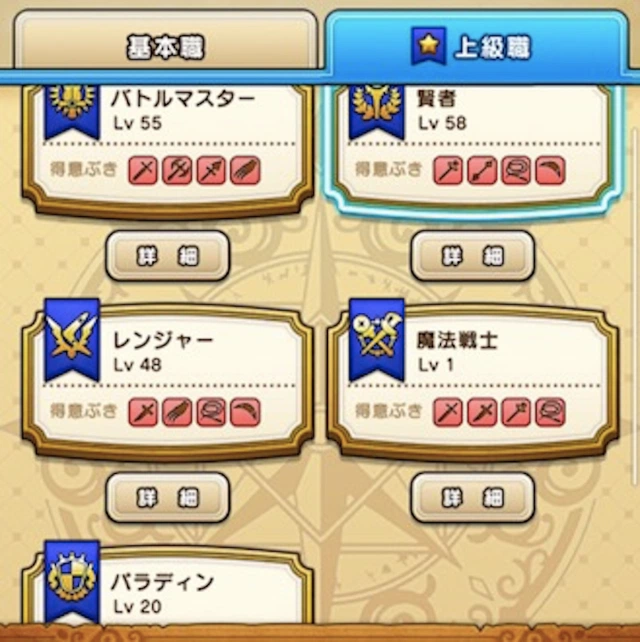 基本職
上級職
バトルマスター
Lv 55
得意ぶき
詳 細
賢者
Lv 58
得意ぶき
詳 細
レンジャー
Lv 48
得意ぶき
詳 細
魔法戦士
Lv 1
得意ぶき
詳 細
パラディン
Lv 20